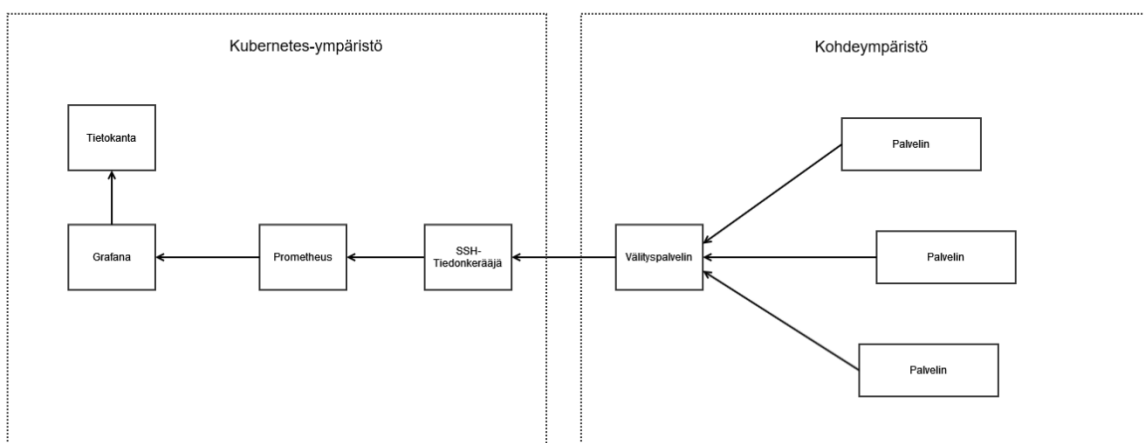 Kubernetes-ympäristö
Kohdeympäristö
Tietokanta
Palvelin
Grafana
Prometheus
SSH-
Tiedonkerääjä
Välityspalvelin
Palvelin
Palvelin